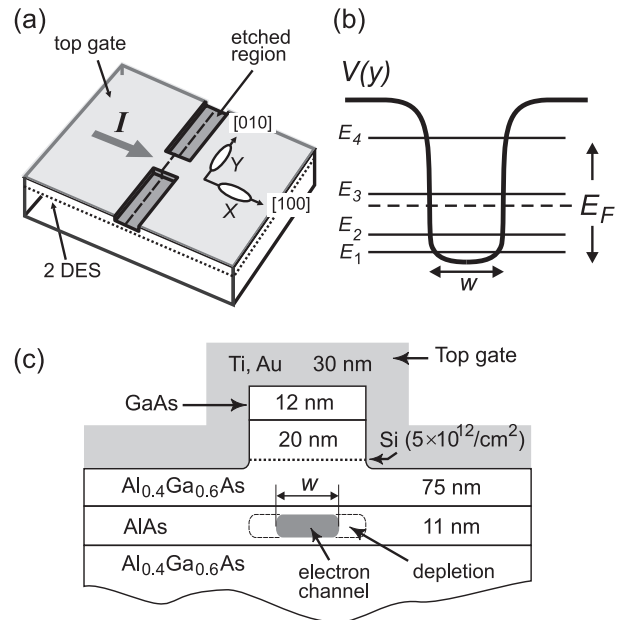 (a)
top gate
etched
region
I
[010]
Y
X
[100]
2 DES
(b)
V(y)
E4
E3
E2
E1
EF
w
(c)
Ti, Au 30 nm
Top gate
GaAs
12 nm
20 nm
Si (5×10¹²/cm²)
Al0.4Ga0.6As
w
75 nm
AlAs
11 nm
Al0.4Ga0.6As
electron
channel
depletion